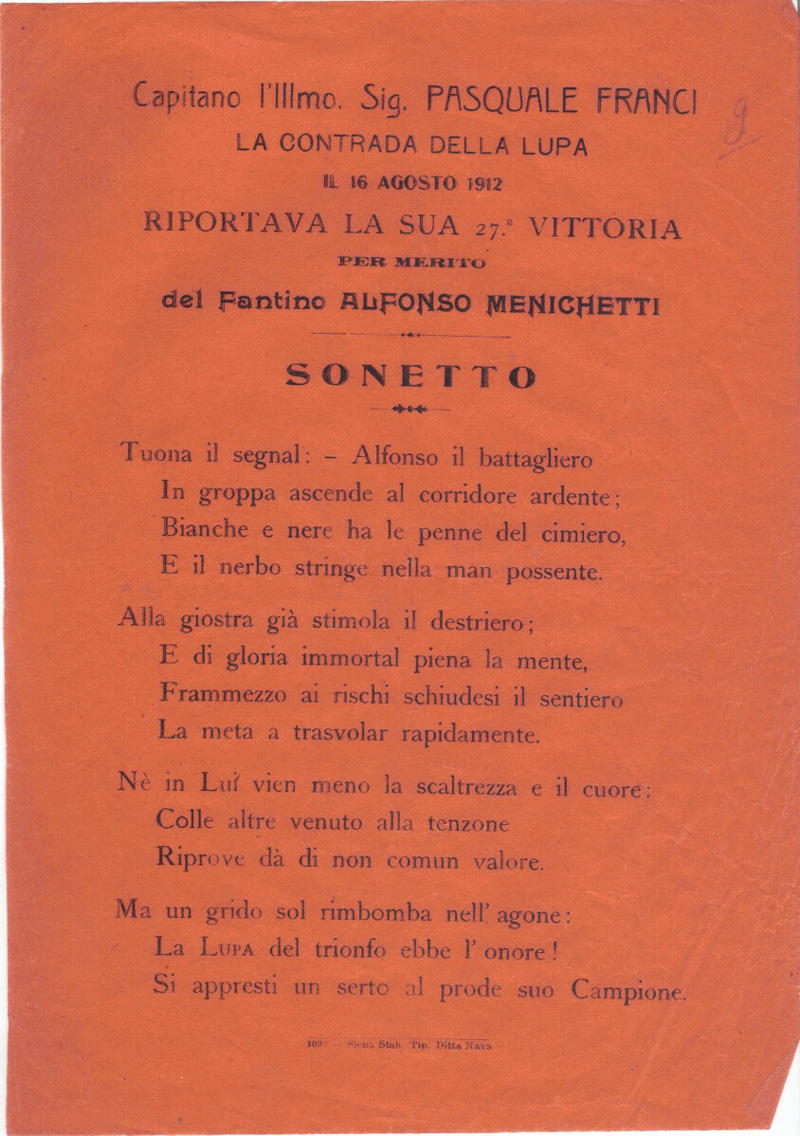 Capitano l'Illmo. Sig. PASQUALE FRANCI
9
LA CONTRADA DELLA LUPA
IL 16 AGOSTO 1912
RIPORTAVA LA SUA 27.ª VITTORIA
PER MERITO
del Fantino ALFONSO MENICHETTI
SONETTO
Tuona il segnal: – Alfonso il battagliero
In groppa ascende al corridore ardente;
Bianche e nere ha le penne del cimiero,
E il nerbo stringe nella man possente.
Alla giostra già stimola il destriero;
E di gloria immortal piena la mente,
Frammezzo ai rischi schiudesi il sentiero
La meta a trasvolar rapidamente.
Nè in Luí vien meno la scaltrezza e il cuore:
Colle altre venuto alla tenzone
Riprove dà di non comun valore.
Ma un grido sol rimbomba nell' agone:
La LUPA del trionfo ebbe l' onore!
Si appresti un serto al prode suo Campione.
— Siena Stab. Tip. Ditta Nava